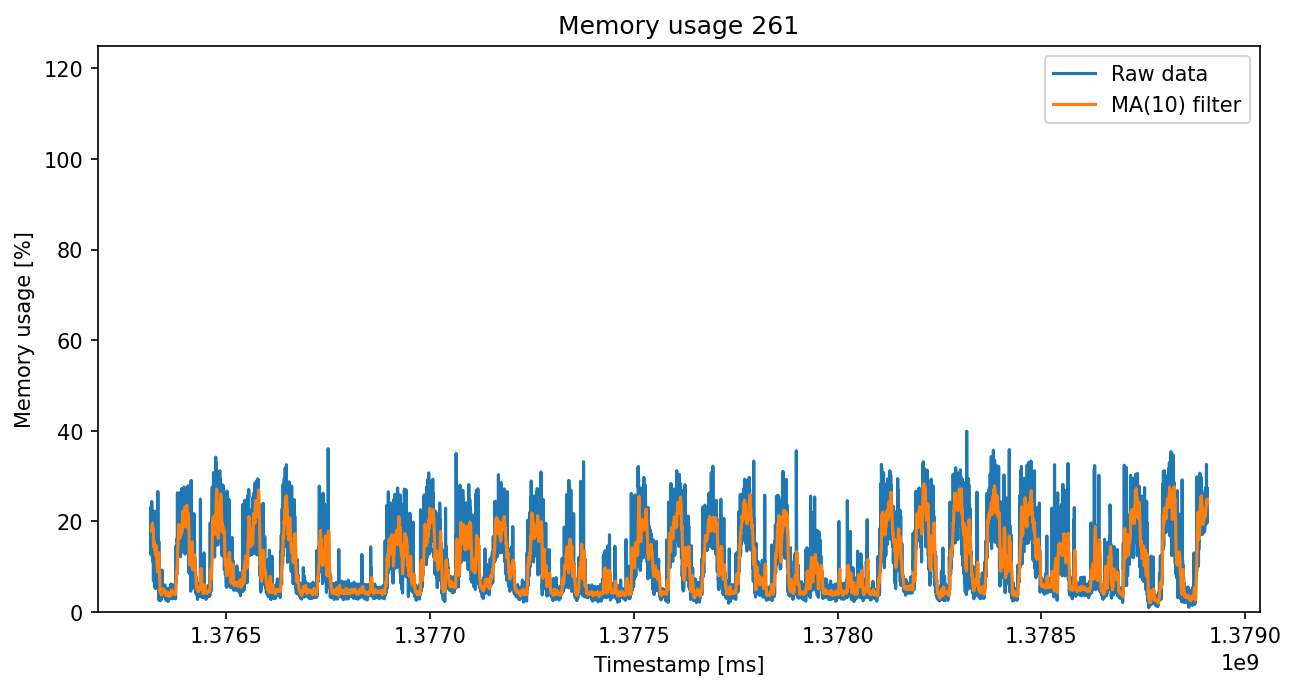 Memory usage 261
Raw data
MA(10) filter
Memory usage [%]
120
100
80
60
40
20
0
1.3765 1.3770 1.3775 1.3780 1.3785 1.3790
1e9
Timestamp [ms]